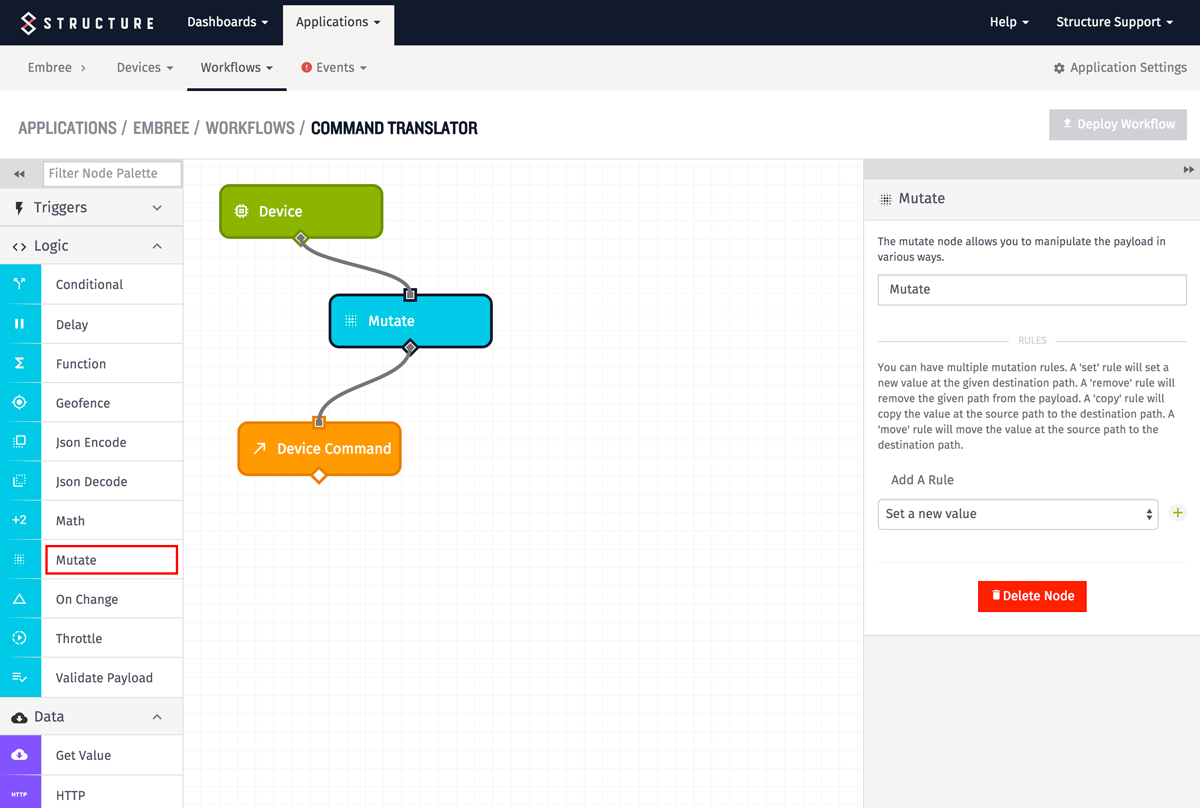 STRUCTURE Dashboards Applications Help Structure Support
Embree Devices Workflows Events Application Settings
APPLICATIONS / EMBREE / WORKFLOWS / COMMAND TRANSLATOR
Deploy Workflow
Filter Node Palette
Triggers
Logic
Conditional
Delay
Function
Geofence
Json Encode
Json Decode
+2 Math
Mutate
On Change
Throttle
Validate Payload
Data
Get Value
HTTP HTTP
Device
Mutate
Device Command
Mutate
The mutate node allows you to manipulate the payload in
various ways.
Mutate
RULES
You can have multiple mutation rules. A 'set' rule will set a
new value at the given destination path. A 'remove' rule will
remove the given path from the payload. A 'copy' rule will
copy the value at the source path to the destination path. A
'move' rule will move the value at the source path to the
destination path.
Add A Rule
Set a new value
Delete Node